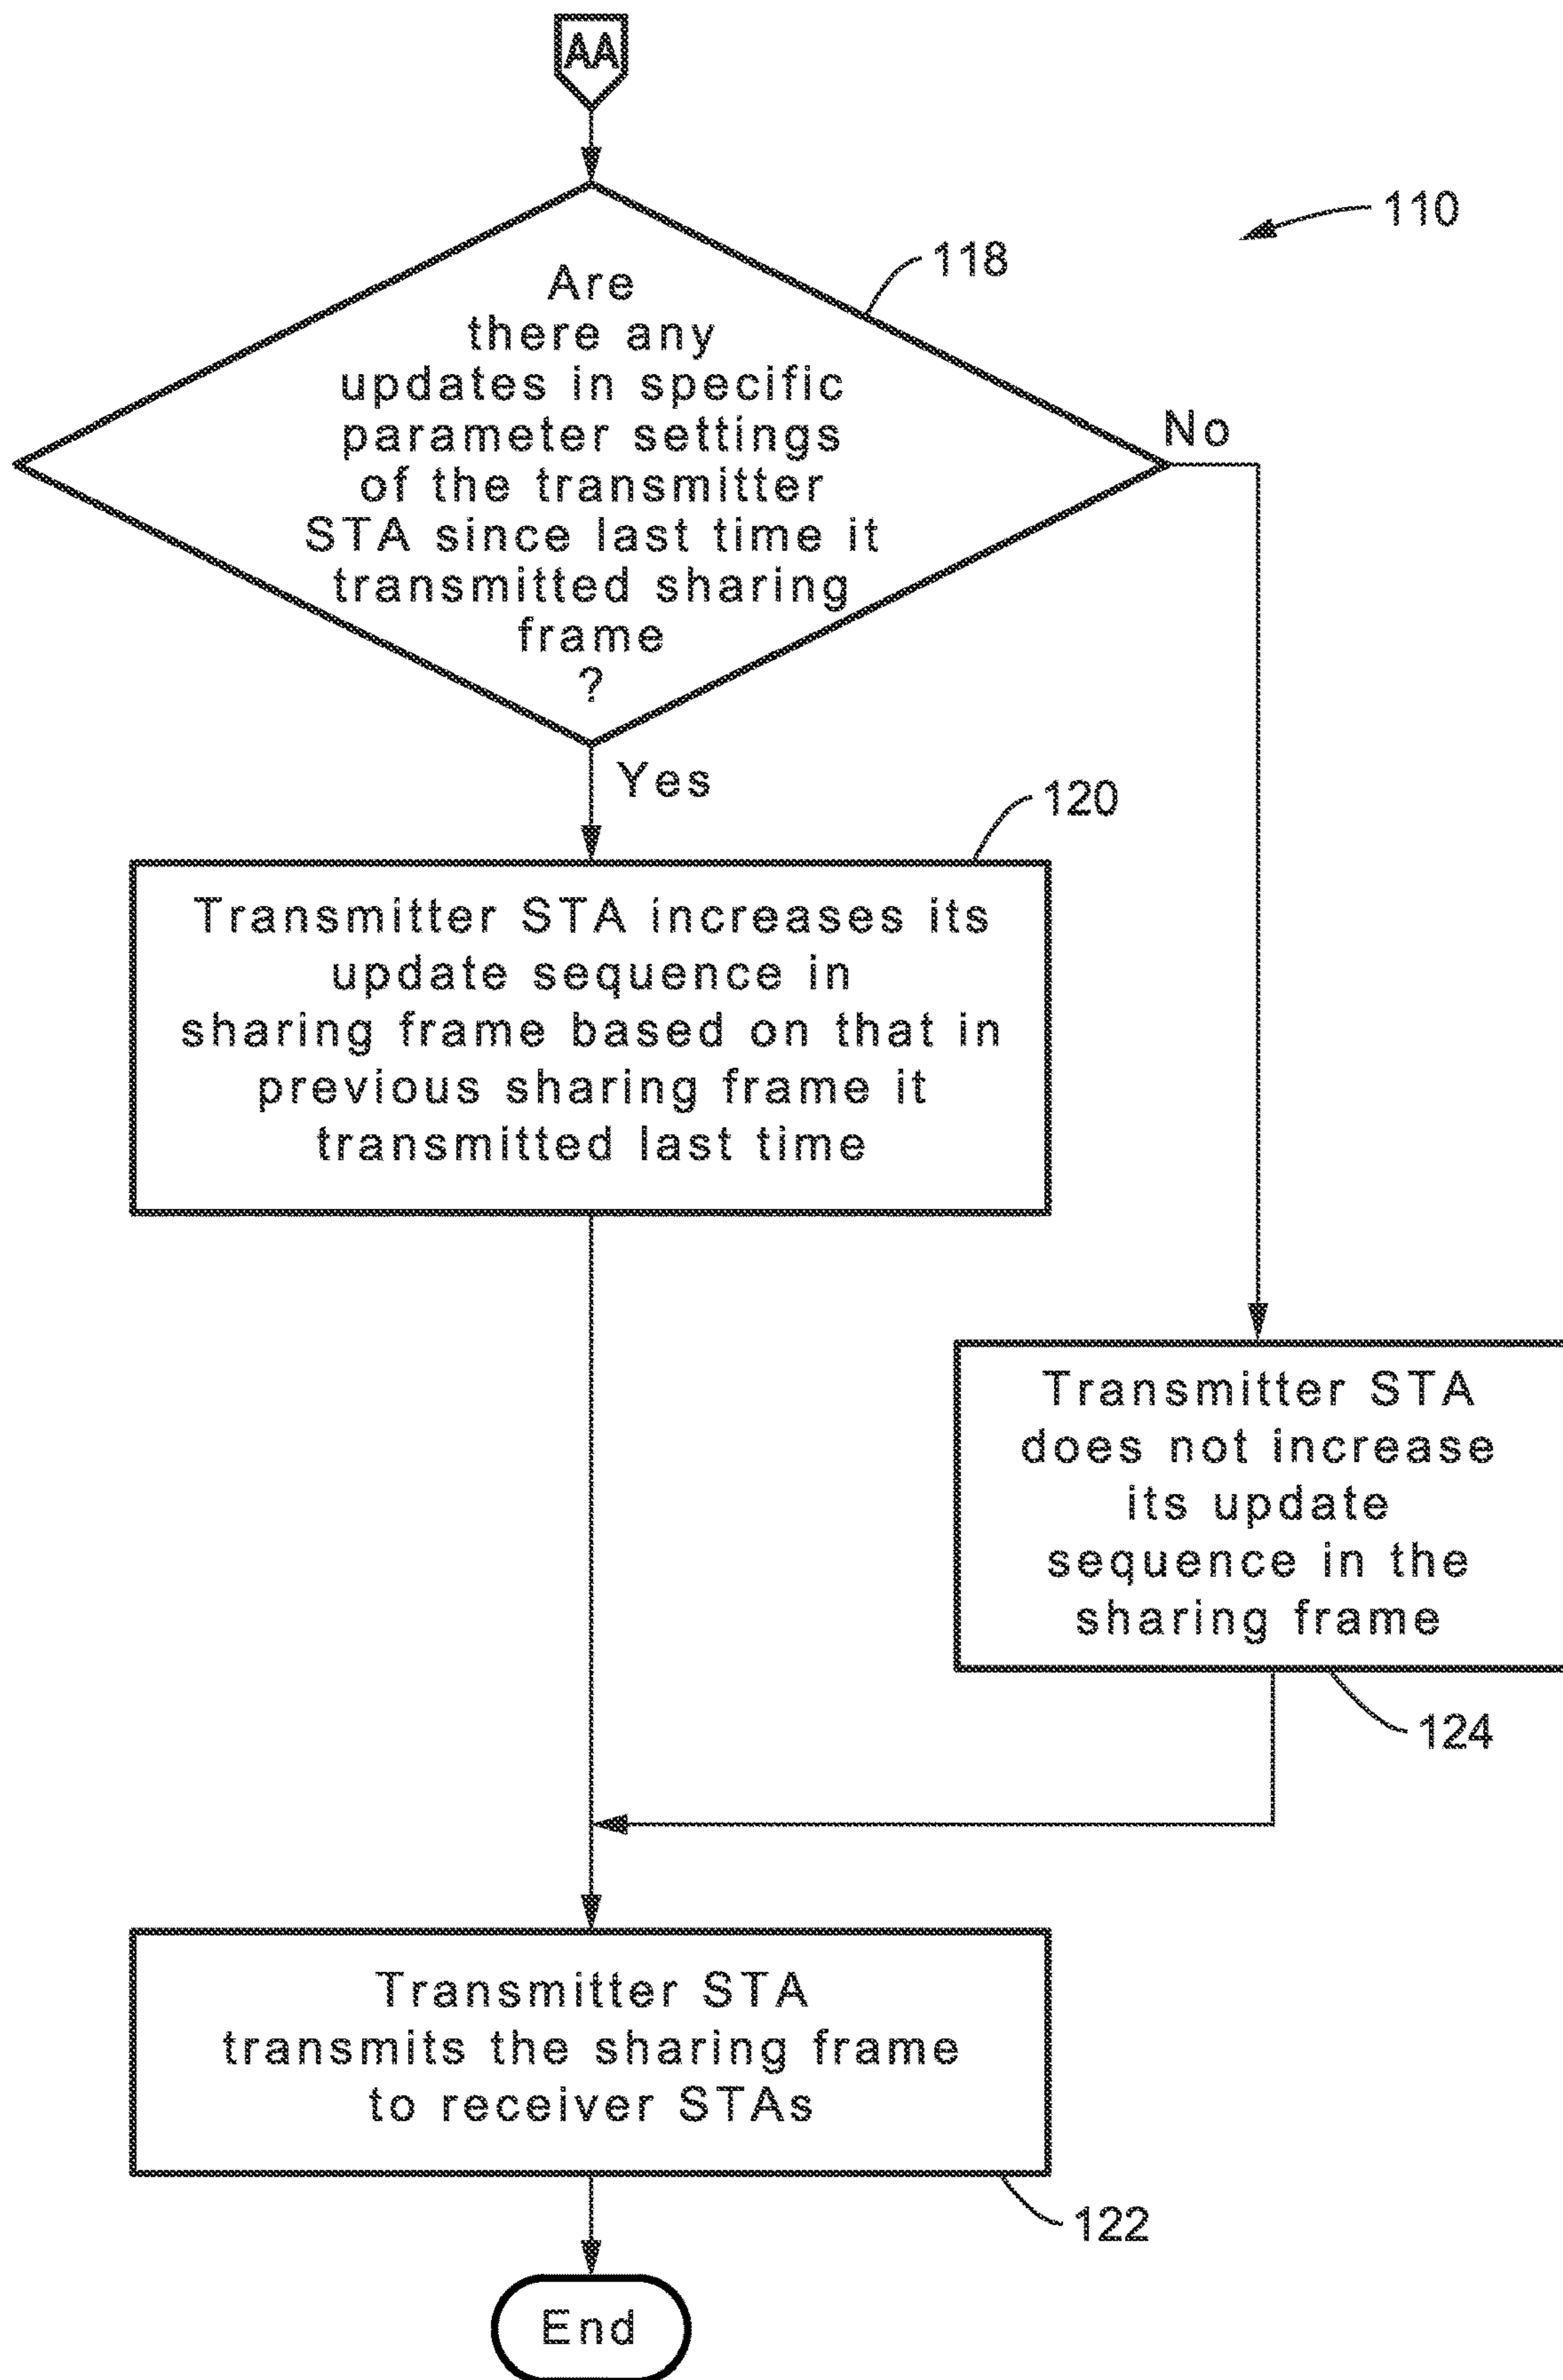 AA
110
118
Are
there any
updates in specific
parameter settings
of the transmitter
STA since last time it
transmitted sharing
frame
?
No
Yes
120
Transmitter STA increases its
update sequence in
sharing frame based on that in
previous sharing frame it
transmitted last time
Transmitter STA
does not increase
its update
sequence in the
sharing frame
124
Transmitter STA
transmits the sharing frame
to receiver STAs
122
End